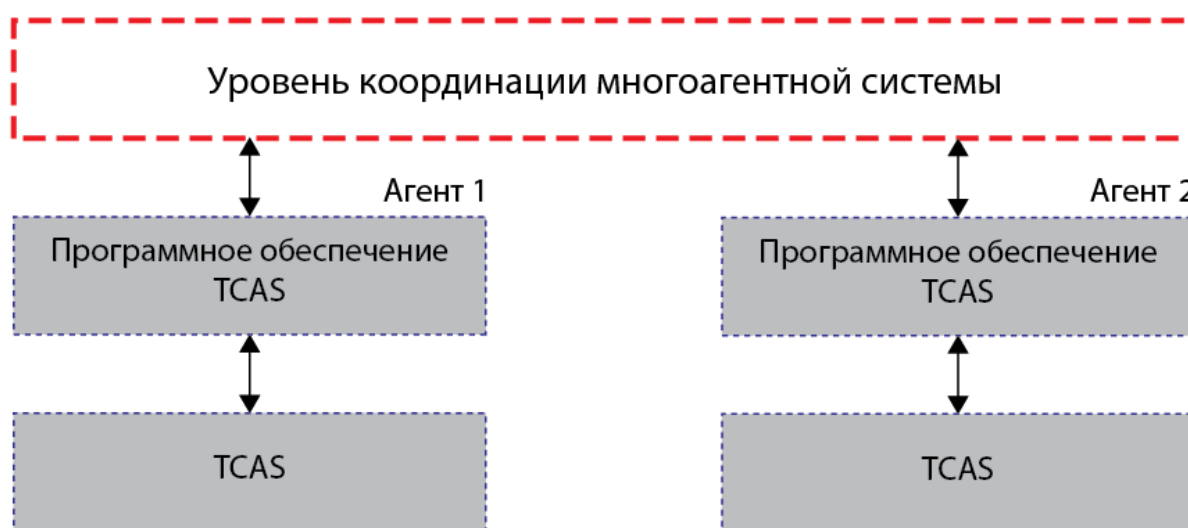 Уровень координации многоагентной системы
Агент 1
Агент 2
Программное обеспечение
TCAS
Программное обеспечение
TCAS
TCAS
TCAS